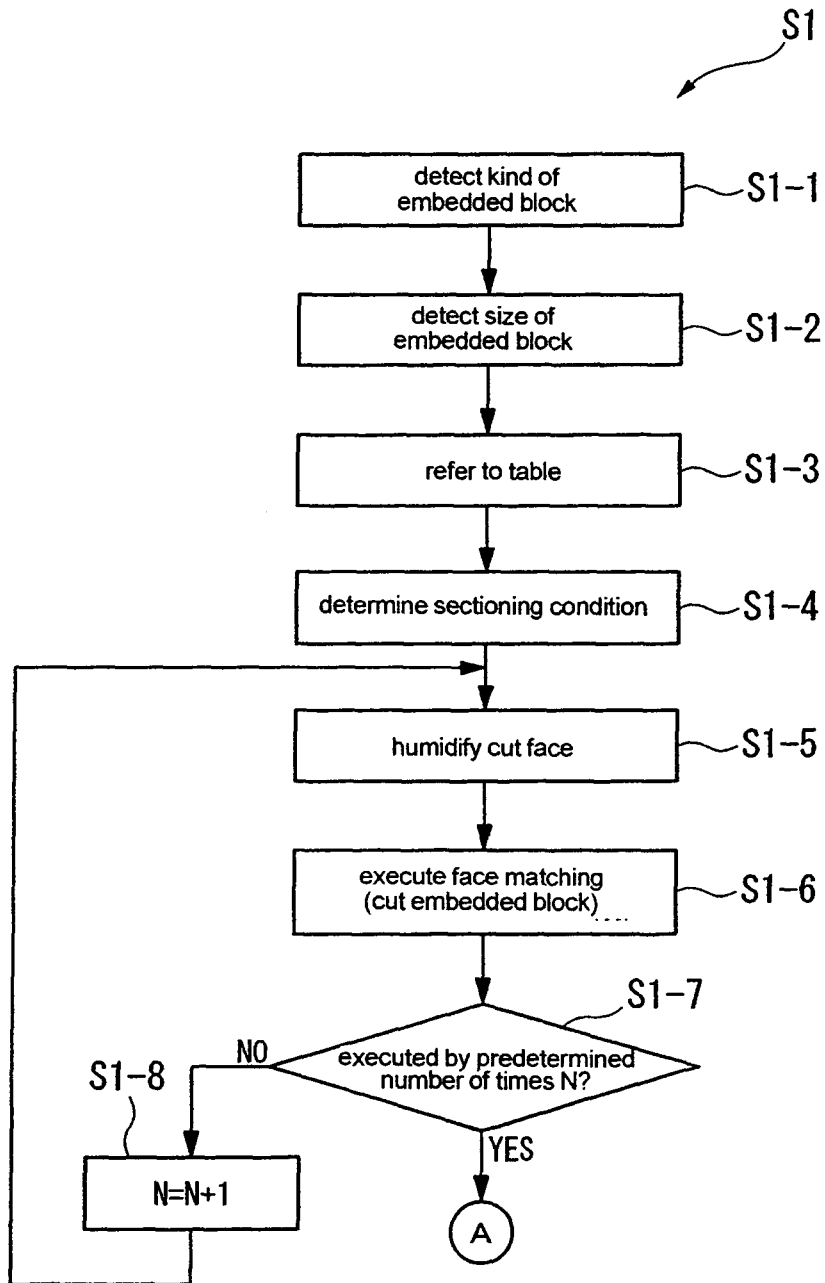 S1
detect kind of
embedded block
S1-1
detect size of
embedded block
S1-2
refer to table
S1-3
determine sectioning condition
S1-4
humidify cut face
S1-5
execute face matching
(cut embedded block)
S1-6
S1-7
executed by predetermined
number of times N?
NO
YES
S1-8
N=N+1
A